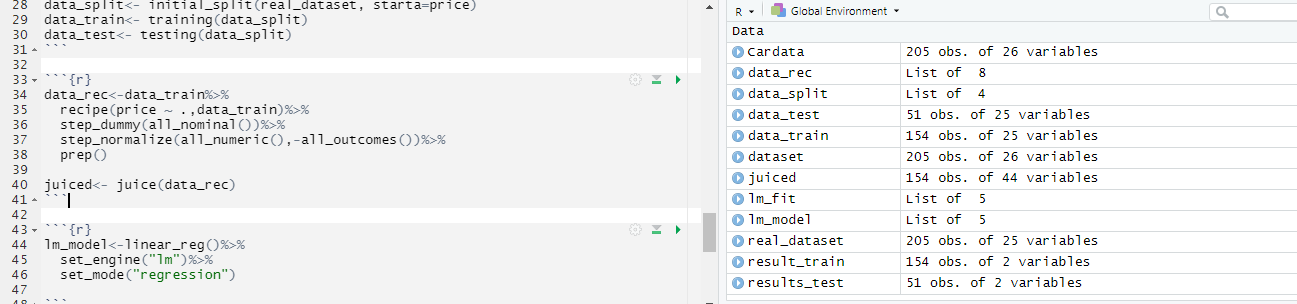 28 data_split<- initial_split(real_dataset, starta=price)
29 data_train<- training(data_split)
30 data_test<- testing(data_split)
31 ```
32
33 ```{r}
34 data_rec<-data_train%>%
35 recipe(price ~ .,data_train)%>%
36 step_dummy(all_nominal())%>%
37 step_normalize(all_numeric(),-all_outcomes())%>%
38 prep()
39
40 juiced<- juice(data_rec)
41 ```
42
43 ```{r}
44 lm_model<-linear_reg()%>%
45 set_engine("lm")%>%
46 set_mode("regression")
47
48 ```
R Global Environment
Data
Cardata 205 obs. of 26 variables
data_rec List of 8
data_split List of 4
data_test 51 obs. of 25 variables
data_train 154 obs. of 25 variables
dataset 205 obs. of 26 variables
juiced 154 obs. of 44 variables
lm_fit List of 5
lm_model List of 5
real_dataset 205 obs. of 25 variables
result_train 154 obs. of 2 variables
results_test 51 obs. of 2 variables